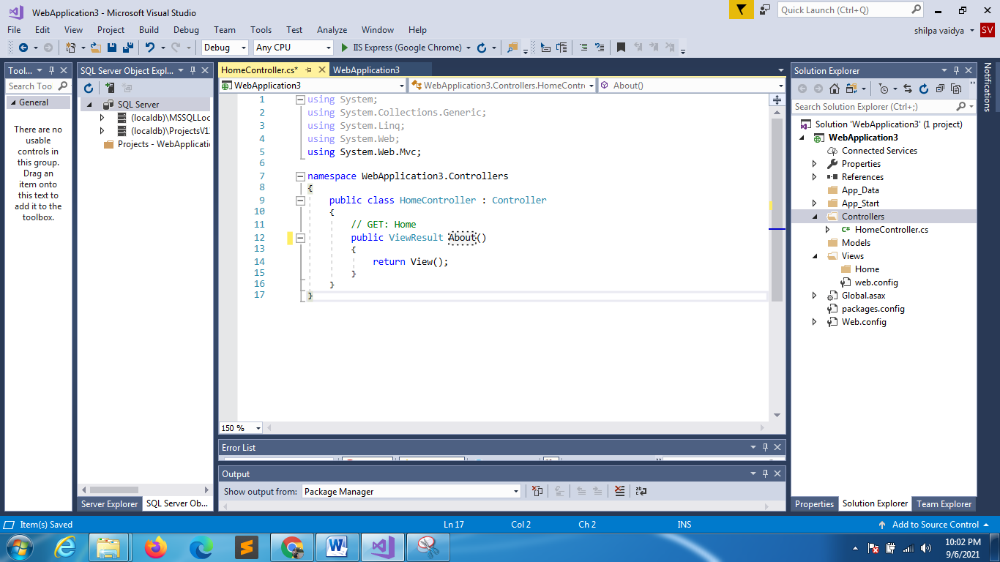 WebApplication3 - Microsoft Visual Studio
Quick Launch (Ctrl+Q)
File Edit View Project Build Debug Team Tools Test Analyze Window Help
shilpa vaidya SV
Debug Any CPU IIS Express (Google Chrome)
Tool...
Search Too
General
There are no
usable
controls in
this group.
Drag an
item onto
this text to
add it to the
toolbox.
SQL Server Object Expl...
SQL Server
(localdb)\MSSQLLoc
(localdb)\ProjectsV1
Projects - WebApplicatic
Server Explorer SQL Server Ob...
HomeController.cs* WebApplication3
WebApplication3 WebApplication3.Controllers.HomeContr About()
1 using System;
2 using System.Collections.Generic;
3 using System.Linq;
4 using System.Web;
5 using System.Web.Mvc;
6
7 namespace WebApplication3.Controllers
8 {
9 public class HomeController : Controller
10 {
11 // GET: Home
12 public ViewResult About()
13 {
14 return View();
15 }
16 }
17 }
150 %
Error List
Output
Show output from: Package Manager
Solution Explorer
Search Solution Explorer (Ctrl+;)
Solution 'WebApplication3' (1 project)
WebApplication3
Connected Services
Properties
References
App_Data
App_Start
Controllers
C# HomeController.cs
Models
Views
Home
web.config
Global.asax
packages.config
Web.config
Properties Solution Explorer Team Explorer
Notifications
Item(s) Saved Ln 17 Col 2 Ch 2 INS Add to Source Control
10:02 PM
9/6/2021